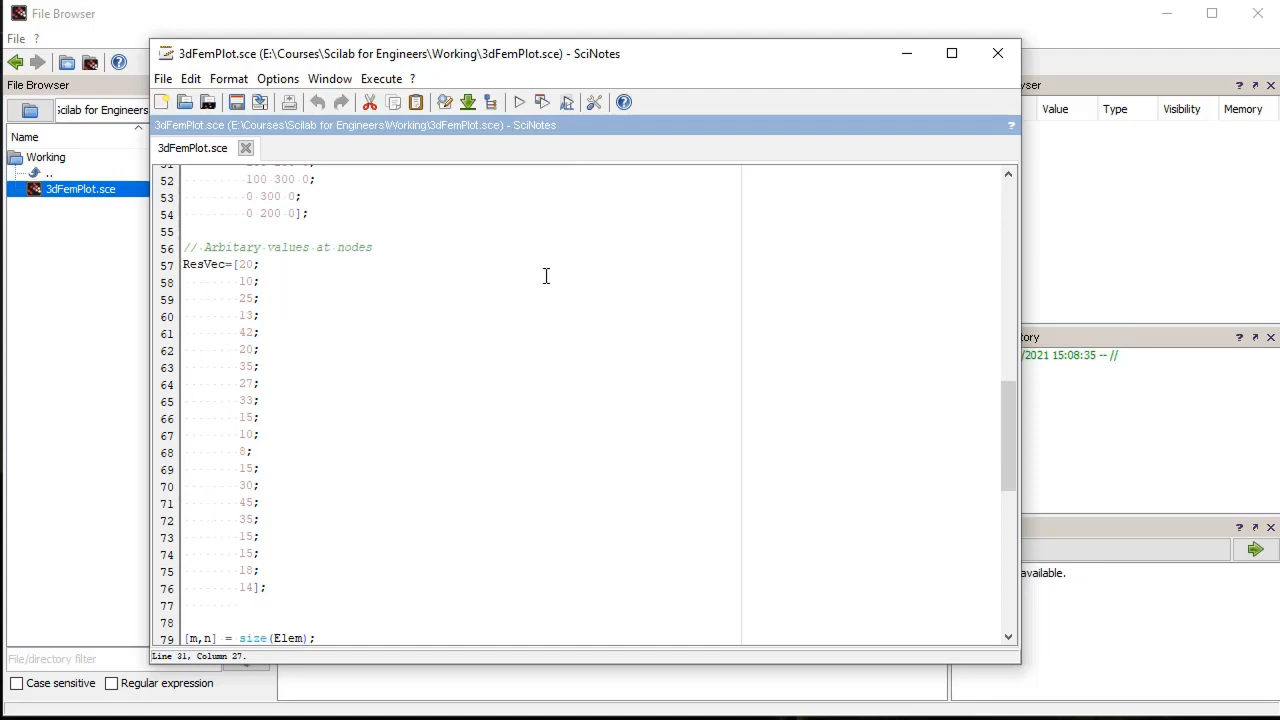 File Browser
File ?
File Browser
Scilab for Engineers
Name
Working
..
3dFemPlot.sce
File/directory filter
Case sensitive
Regular expression
3dFemPlot.sce (E:\Courses\Scilab for Engineers\Working\3dFemPlot.sce) - SciNotes
File Edit Format Options Window Execute ?
3dFemPlot.sce (E:\Courses\Scilab for Engineers\Working\3dFemPlot.sce) - SciNotes ?
3dFemPlot.sce
52 100 300 0;
53 0 300 0;
54 0 200 0];
55
56 // Arbitary values at nodes
57 ResVec=[20;
58 10;
59 25;
60 13;
61 42;
62 20;
63 35;
64 27;
65 33;
66 15;
67 10;
68 8;
69 15;
70 30;
71 45;
72 35;
73 15;
74 15;
75 18;
76 14];
77
78
79 [m,n] = size(Elem);
Line 31, Column 27.
wser ?
Value Type Visibility Memory
tory ?
/2021 15:08:35 -- //
?
available.